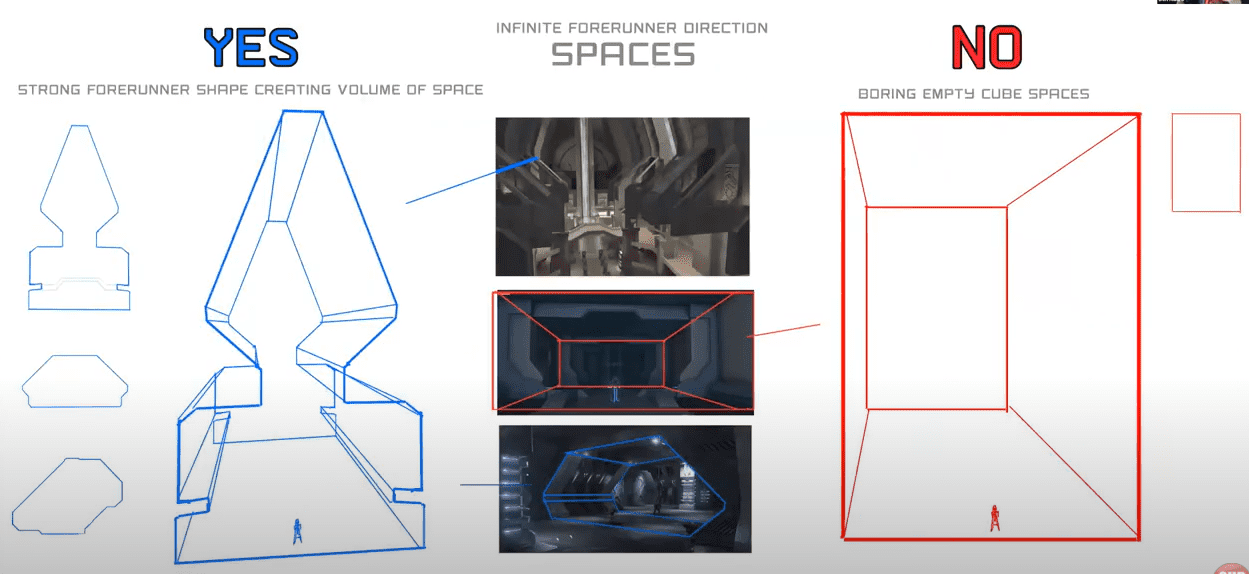 YES
STRONG FORERUNNER SHAPE CREATING VOLUME OF SPACE
INFINITE FORERUNNER DIRECTION
SPACES
NO
BORING EMPTY CUBE SPACES